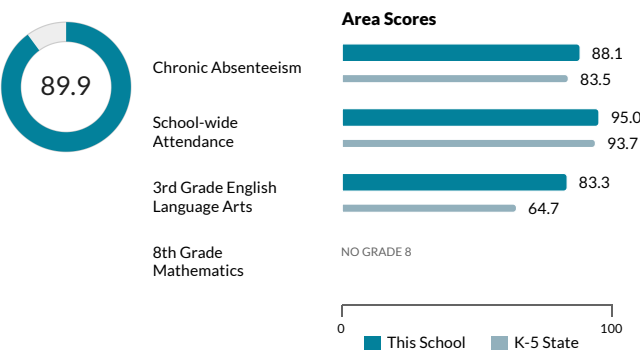 Area Scores
89.9
Chronic Absenteeism
88.1
83.5
School-wide
Attendance
95.0
93.7
3rd Grade English
Language Arts
83.3
64.7
8th Grade
Mathematics
NO GRADE 8
0
100
This School
K-5 State